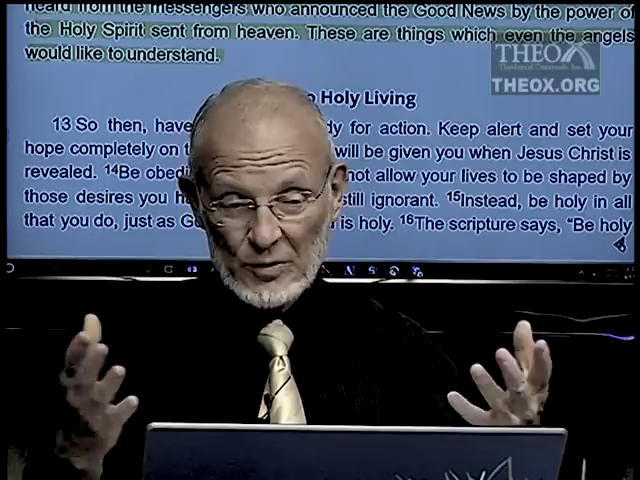 heard from the messengers who announced the Good News by the power of
the Holy Spirit sent from heaven. These are things which even the angels
would like to understand.
THEOX
THEOX.ORG
o Holy Living
13 So then, have dy for action. Keep alert and set your
hope completely on t will be given you when Jesus Christ is
revealed. 14Be obedi not allow your lives to be shaped by
those desires you h still ignorant. 15Instead, be holy in all
that you do, just as G is holy. 16The scripture says, “Be holy